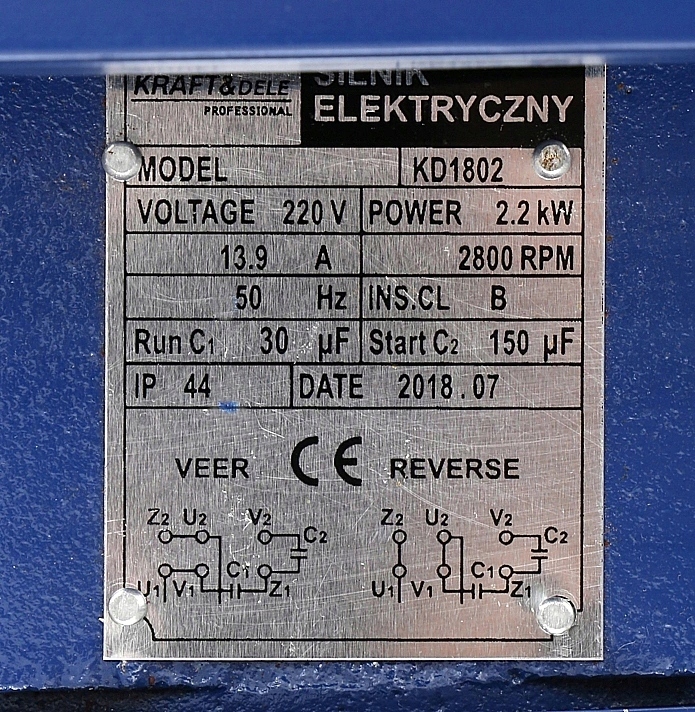 KRAFT&DELE
PROFESSIONAL
SILNIK
ELEKTRYCZNY
MODEL KD1802
VOLTAGE 220 V POWER 2.2 kW
13.9 A 2800 RPM
50 Hz INS.CL B
Run C1 30 µF Start C2 150 µF
IP 44 DATE 2018.07
VEER CE REVERSE
Z2 U2 V2 C2 Z2 U2 V2 C2
U1 V1 C1 Z1 U1 V1 C1 Z1